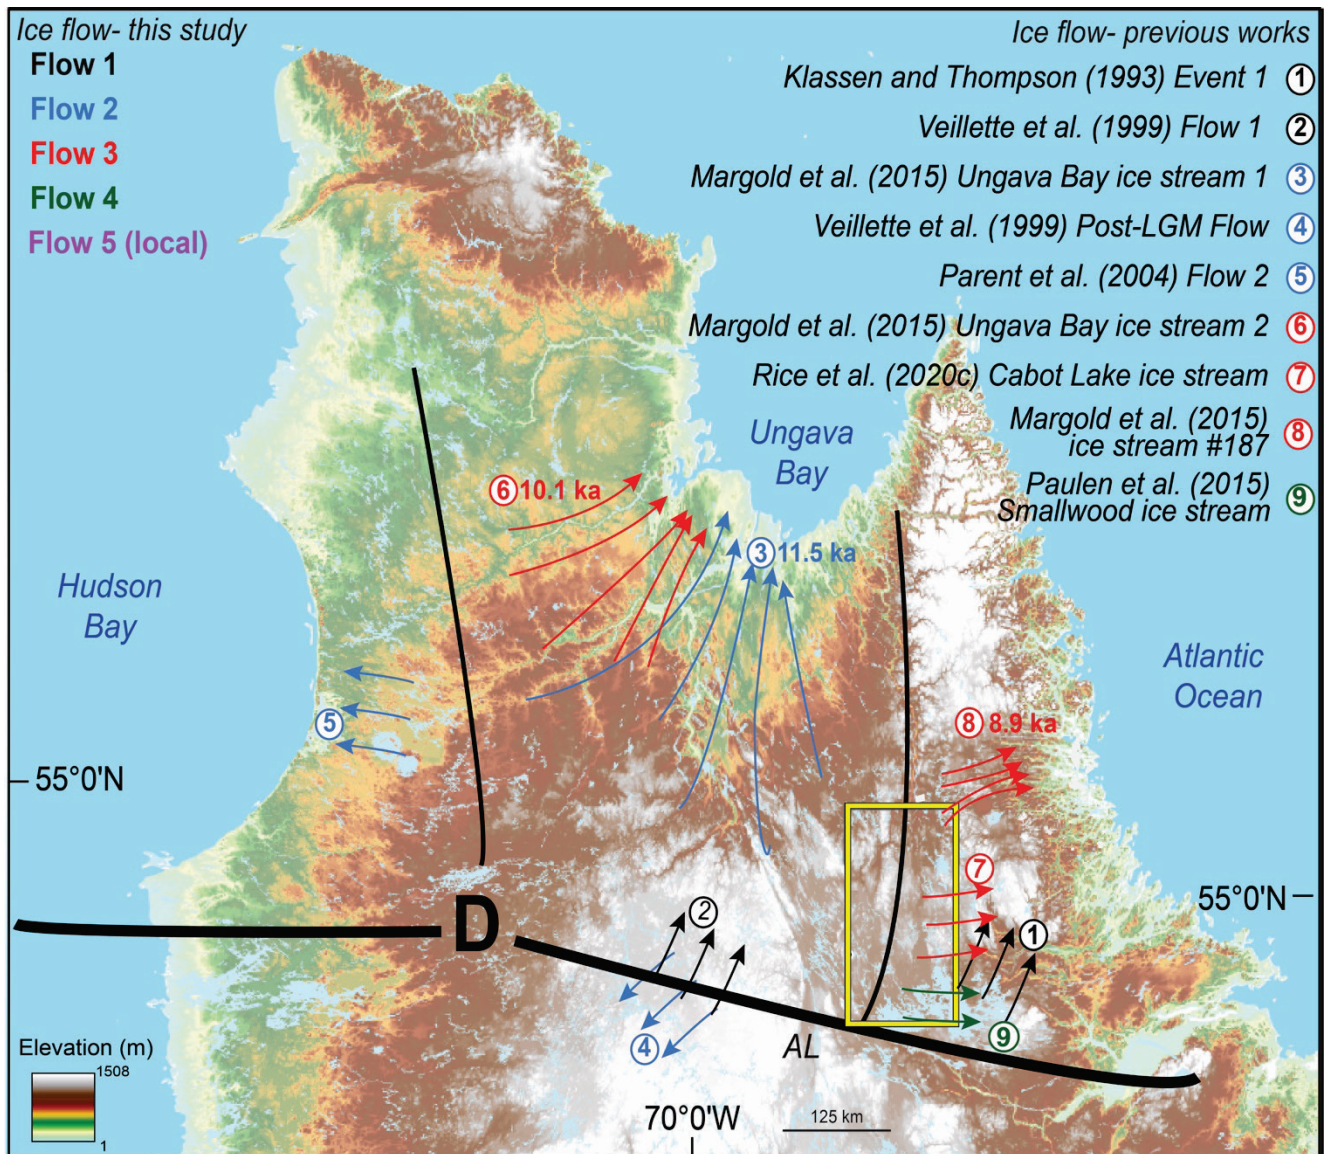 Ice flow- this study
Flow 1
Flow 2
Flow 3
Flow 4
Flow 5 (local)
Ice flow- previous works
Klassen and Thompson (1993) Event 1 1
Veillette et al. (1999) Flow 1 2
Margold et al. (2015) Ungava Bay ice stream 1 3
Veillette et al. (1999) Post-LGM Flow 4
Parent et al. (2004) Flow 2 5
Margold et al. (2015) Ungava Bay ice stream 2 6
Rice et al. (2020c) Cabot Lake ice stream 7
Margold et al. (2015)
ice stream #187 8
Paulen et al. (2015)
Smallwood ice stream 9
Ungava
Bay
6 10.1 ka
3 11.5 ka
Hudson
Bay
Atlantic
Ocean
5
8 8.9 ka
55°0'N
7
55°0'N
2
D
1
4
AL
9
Elevation (m)
1508
1
70°0'W
125 km